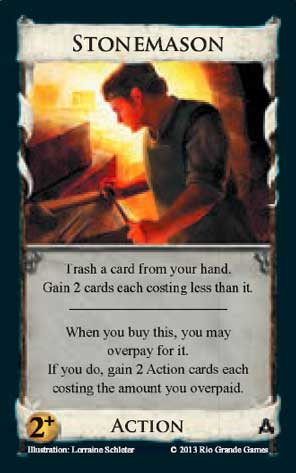 STONEMASON
Trash a card from your hand.
Gain 2 cards each costing less than it.
When you buy this, you may
overpay for it.
If you do, gain 2 Action cards each
costing the amount you overpaid.
2+
ACTION
Illustration: Lorraine Schleter
© 2013 Rio Grande Games